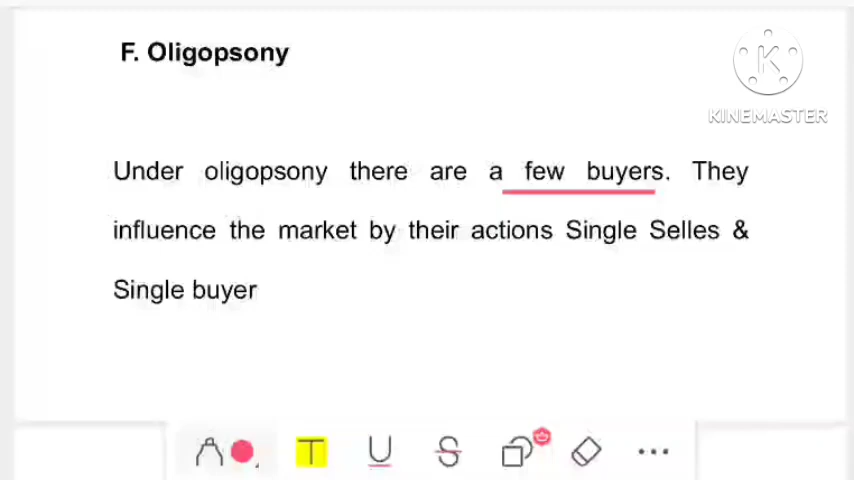 F. Oligopsony
KINEMASTER
Under oligopsony there are a few buyers. They
influence the market by their actions Single Selles &
Single buyer